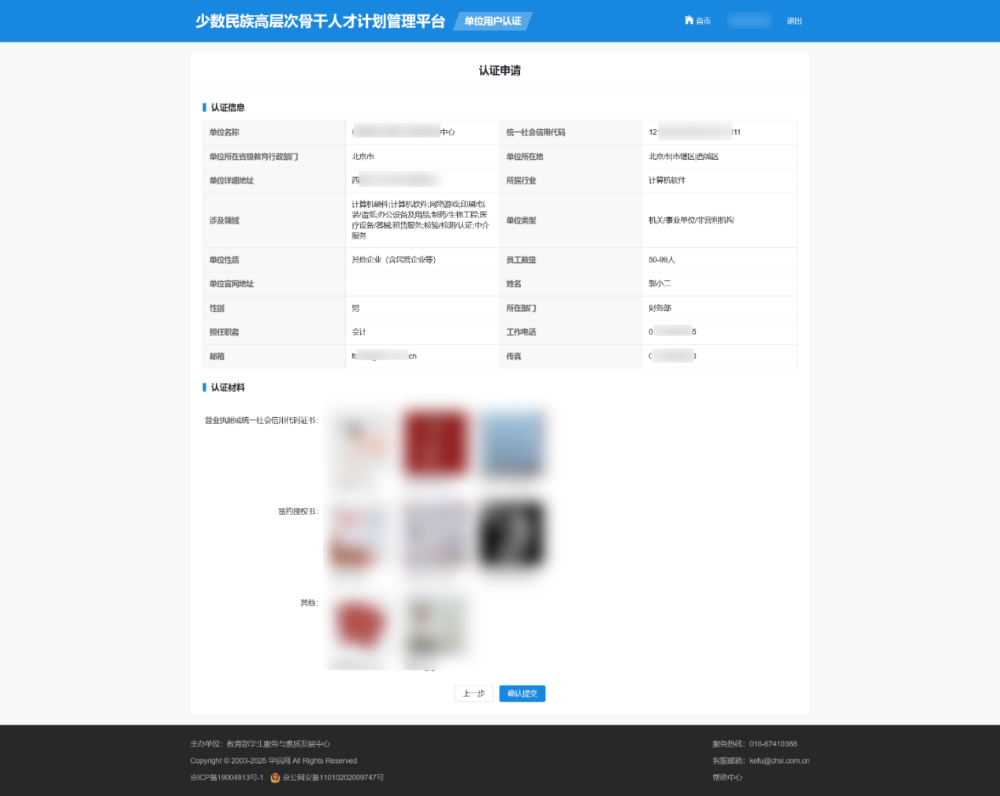 少数民族高层次骨干人才计划管理平台 单位用户认证 首页 退出
认证申请
认证信息
单位名称 中心 统一社会信用代码 121 111
单位所在省级教育行政部门 北京市 单位所在地 北京市|市辖区|西城区
单位详细地址 西 所属行业 计算机软件
涉及领域 计算机硬件;计算机软件;网络游戏;印刷/包装/造纸;办公设备及用品;制药/生物工程;医疗设备/器械;租赁服务;检验/检测/认证;中介服务 单位类型 机关/事业单位/非营利机构
单位性质 其他企业（含民营企业等） 员工数量 50-99人
单位官网地址 姓名 郭小二
性别 男 所在部门 财务部
担任职务 会计 工作电话 0 5
邮箱 cn 传真
认证材料
营业执照或统一社会信用代码证书:
签约授权书:
其他:
上一步 确认提交
主办单位：教育部学生服务与素质发展中心 服务热线：010-67410388
Copyright © 2003-2025 学信网 All Rights Reserved 客服邮箱：kefu@chsi.com.cn
京ICP备19004913号-1 京公网安备11010202009747号 帮助中心